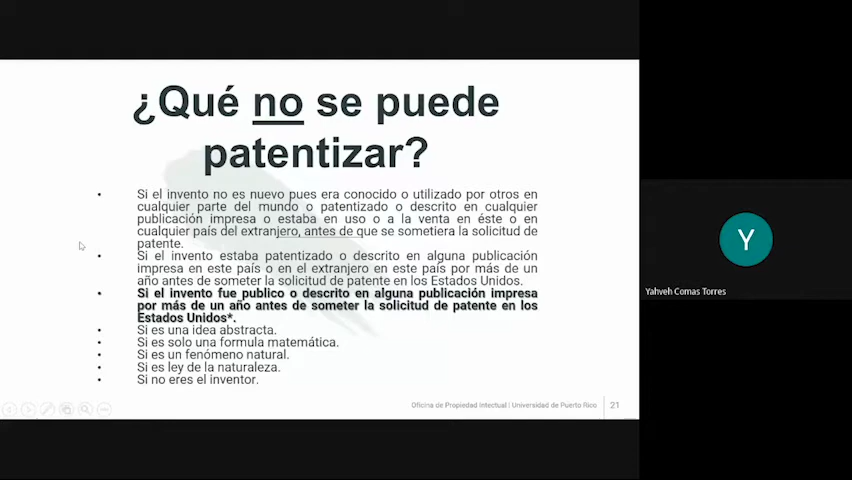 ¿Qué no se puede
patentizar?
• Si el invento no es nuevo pues era conocido o utilizado por otros en
cualquier parte del mundo o patentizado o descrito en cualquier
publicación impresa o estaba en uso o a la venta en éste o en
cualquier país del extranjero, antes de que se sometiera la solicitud de
patente.
• Si el invento estaba patentizado o descrito en alguna publicación
impresa en este país o en el extranjero en este país por más de un
año antes de someter la solicitud de patente en los Estados Unidos.
• Si el invento fue publico o descrito en alguna publicación impresa
por más de un año antes de someter la solicitud de patente en los
Estados Unidos*.
• Si es una idea abstracta.
• Si es solo una formula matemática.
• Si es un fenómeno natural.
• Si es ley de la naturaleza.
• Si no eres el inventor.
Oficina de Propiedad Intectual | Universidad de Puerto Rico 21
Y
Yahveh Comas Torres